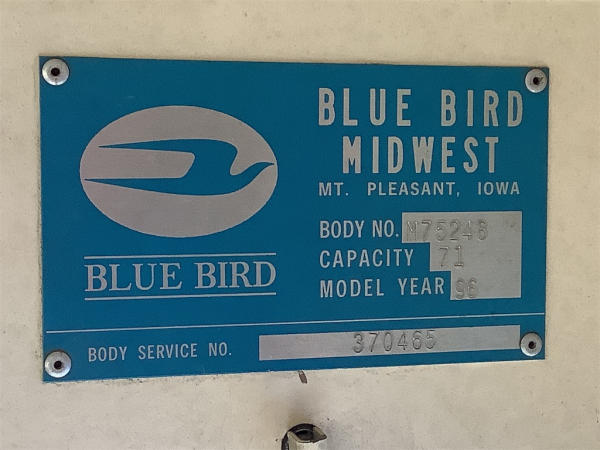 BLUE BIRD
MIDWEST
MT. PLEASANT, IOWA
BODY NO. M75248
CAPACITY 71
MODEL YEAR 96
BLUE BIRD
BODY SERVICE NO. 370465